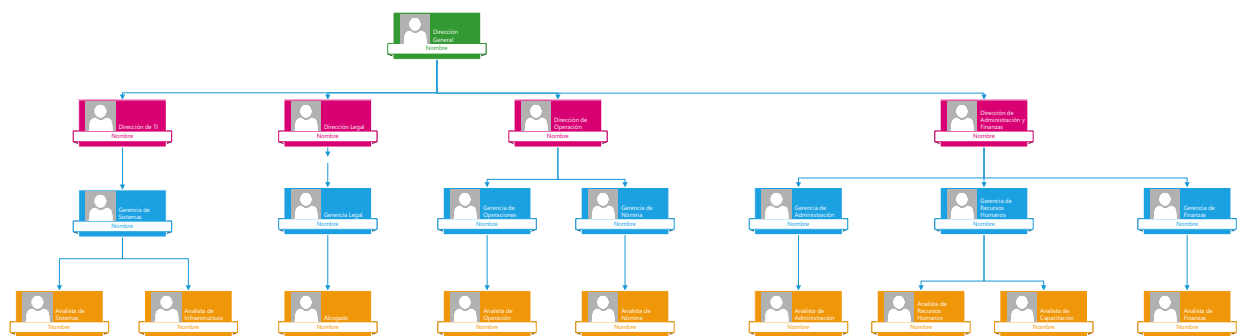 Dirección
General
Nombre
Dirección de TI
Nombre
Dirección Legal
Nombre
Dirección de
Operación
Nombre
Dirección de
Administración y
Finanzas
Nombre
Gerencia de
Sistemas
Nombre
Gerencia Legal
Nombre
Gerencia de
Operaciones
Nombre
Gerencia de
Nómina
Nombre
Gerencia de
Administración
Nombre
Gerencia de
Recursos
Humanos
Nombre
Gerencia de
Finanzas
Nombre
Analista de
Sistemas
Nombre
Analista de
Infraestructura
Nombre
Abogado
Nombre
Analista de
Operación
Nombre
Analista de
Nómina
Nombre
Analista de
Administración
Nombre
Analista de
Recursos
Humanos
Nombre
Analista de
Capacitación
Nombre
Analista de
Finanzas
Nombre